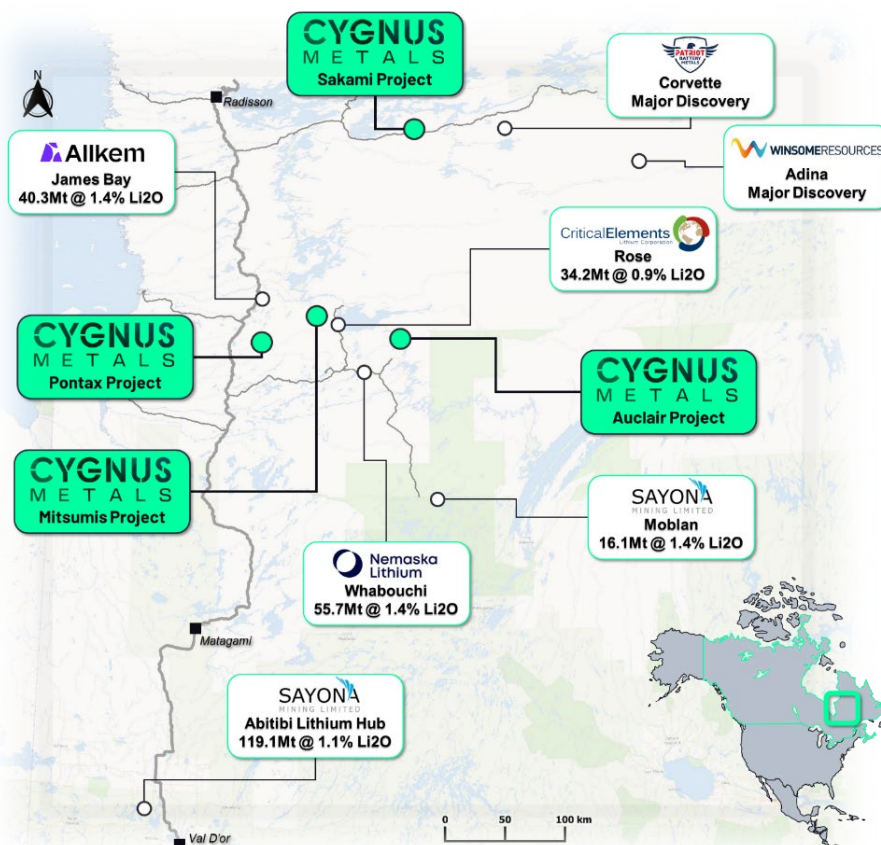 CYGNUS
METALS
Sakami Project
PATRIOT
BATTERY METALS
Corvette
Major Discovery
N
Radisson
Allkem
James Bay
40.3Mt @ 1.4% Li2O
WINSOMERESOURCES
Adina
Major Discovery
CriticalElements
Lithium Corporation
Rose
34.2Mt @ 0.9% Li2O
CYGNUS
METALS
Pontax Project
CYGNUS
METALS
Auclair Project
CYGNUS
METALS
Mitsumis Project
SAYONA
MINING LIMITED
Moblan
16.1Mt @ 1.4% Li2O
Nemaska
Lithium
Whabouchi
55.7Mt @ 1.4% Li2O
Matagami
SAYONA
MINING LIMITED
Abitibi Lithium Hub
119.1Mt @ 1.1% Li2O
0 50 100 km
Val D'or